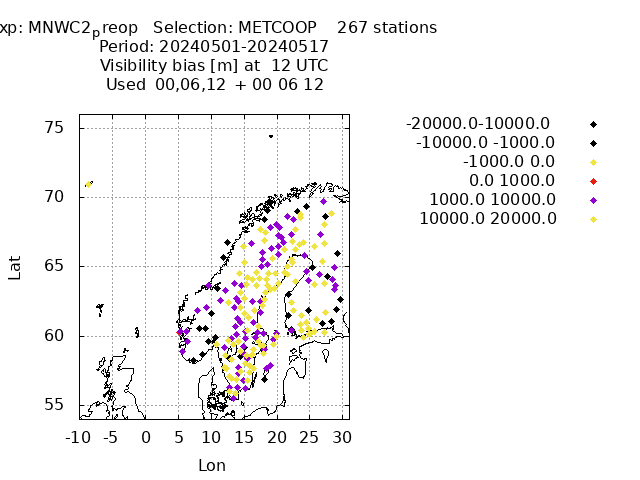 xp: MNWC2preop   Selection: METCOOP    267 stations
Period: 20240501-20240517
Visibility bias [m] at  12 UTC
Used  00,06,12  + 00 06 12
-20000.0-10000.0
-10000.0 -1000.0
-1000.0 0.0
0.0 1000.0
1000.0 10000.0
10000.0 20000.0
75
70
65
60
55
Lat
-10 -5 0 5 10 15 20 25 30
Lon